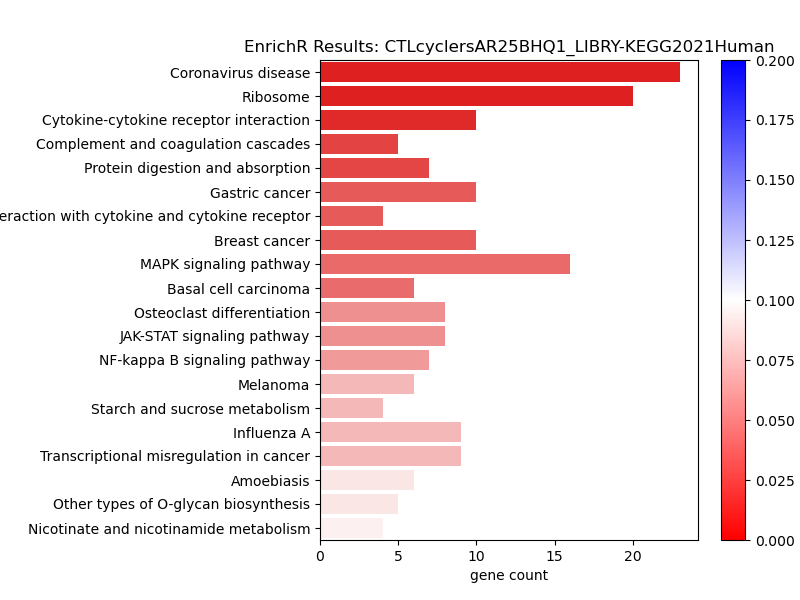 EnrichR Results: CTLcyclersAR25BHQ1_LIBRY-KEGG2021Human
Coronavirus disease
Ribosome
Cytokine-cytokine receptor interaction
Complement and coagulation cascades
Protein digestion and absorption
Gastric cancer
with cytokine and cytokine receptor
Breast cancer
MAPK signaling pathway
Basal cell carcinoma
Osteoclast differentiation
JAK-STAT signaling pathway
NF-kappa B signaling pathway
Melanoma
Starch and sucrose metabolism
Influenza A
Transcriptional misregulation in cancer
Amoebiasis
Other types of O-glycan biosynthesis
Nicotinate and nicotinamide metabolism
0 5 10 15 20
gene count
0.200
0.175
0.150
0.125
0.100
0.075
0.050
0.025
0.000